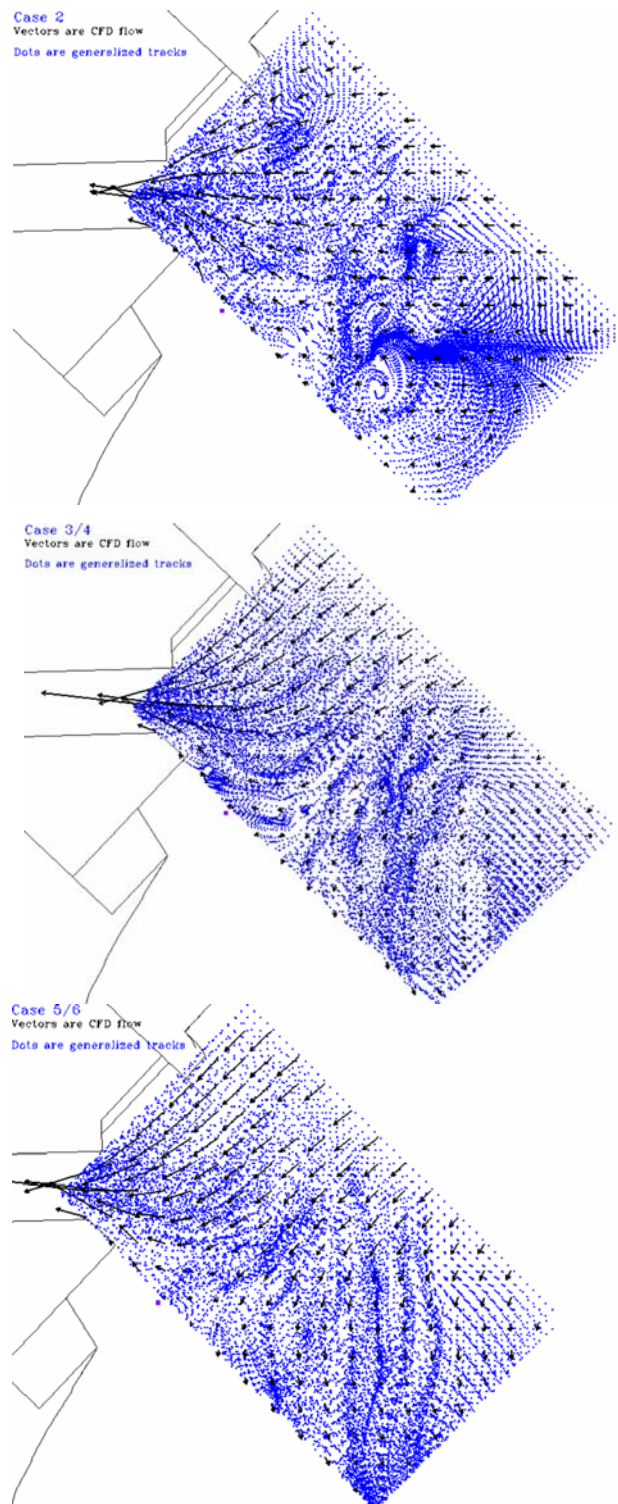 Case 2
Vectors are CFD flow
Dots are generelized tracks
Case 3/4
Vectors are CFD flow
Dots are generelized tracks
Case 5/6
Vectors are CFD flow
Dots are generelized tracks